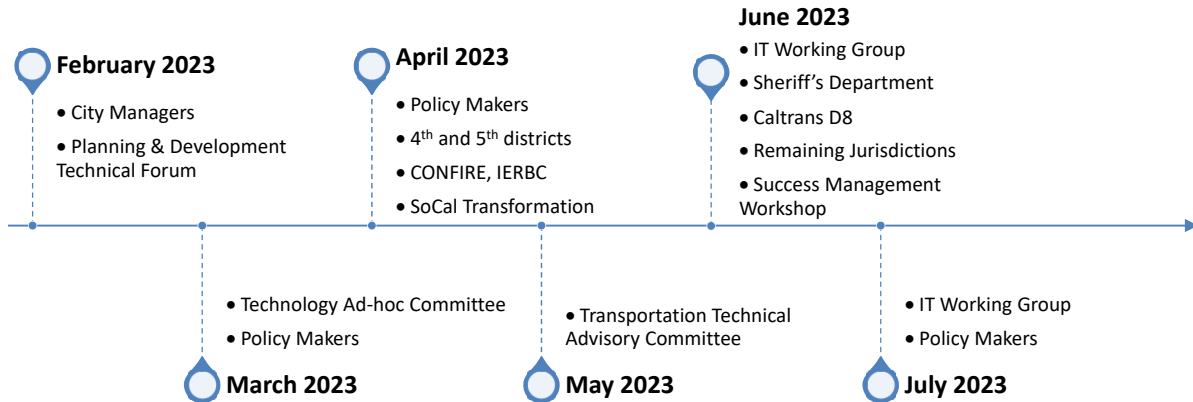 February 2023
• City Managers
• Planning & Development
Technical Forum
March 2023
• Technology Ad-hoc Committee
• Policy Makers
April 2023
• Policy Makers
• 4th and 5th districts
• CONFIRE, IERBC
• SoCal Transformation
May 2023
• Transportation Technical
Advisory Committee
June 2023
• IT Working Group
• Sheriff’s Department
• Caltrans D8
• Remaining Jurisdictions
• Success Management
Workshop
July 2023
• IT Working Group
• Policy Makers